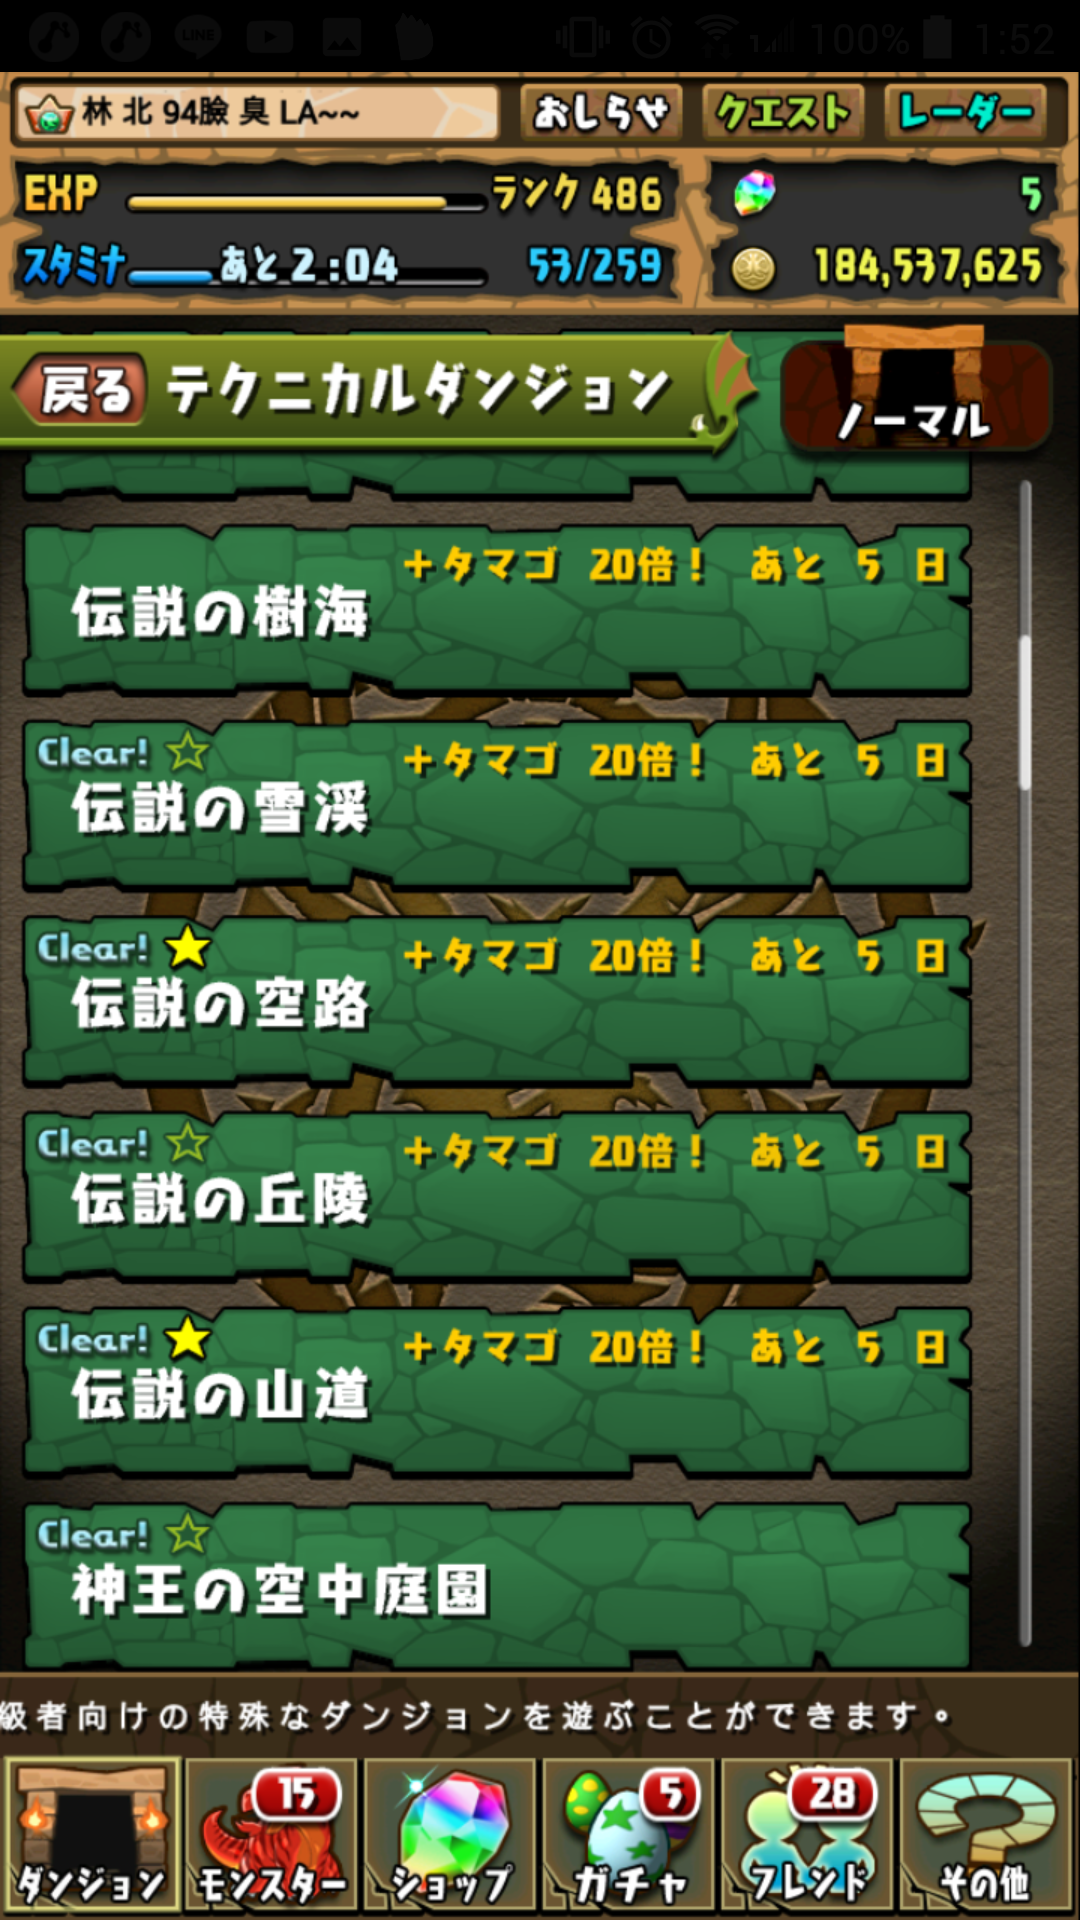 100% 1:52
林 北 94臉 臭 LA~~ おしらせ クエスト レーダー
EXP ランク 486 5
スタミナ あと2:04 53/259 184,537,625
戻る テクニカルダンジョン ノーマル
+タマゴ 20倍! あと 5 日
伝説の樹海
Clear! +タマゴ 20倍! あと 5 日
伝説の雪渓
Clear! +タマゴ 20倍! あと 5 日
伝説の空路
Clear! +タマゴ 20倍! あと 5 日
伝説の丘陵
Clear! +タマゴ 20倍! あと 5 日
伝説の山道
Clear!
神王の空中庭園
級者向けの特殊なダンジョンを遊ぶことができます。
15 5 28
ダンジョン モンスター ショップ ガチャ フレンド その他